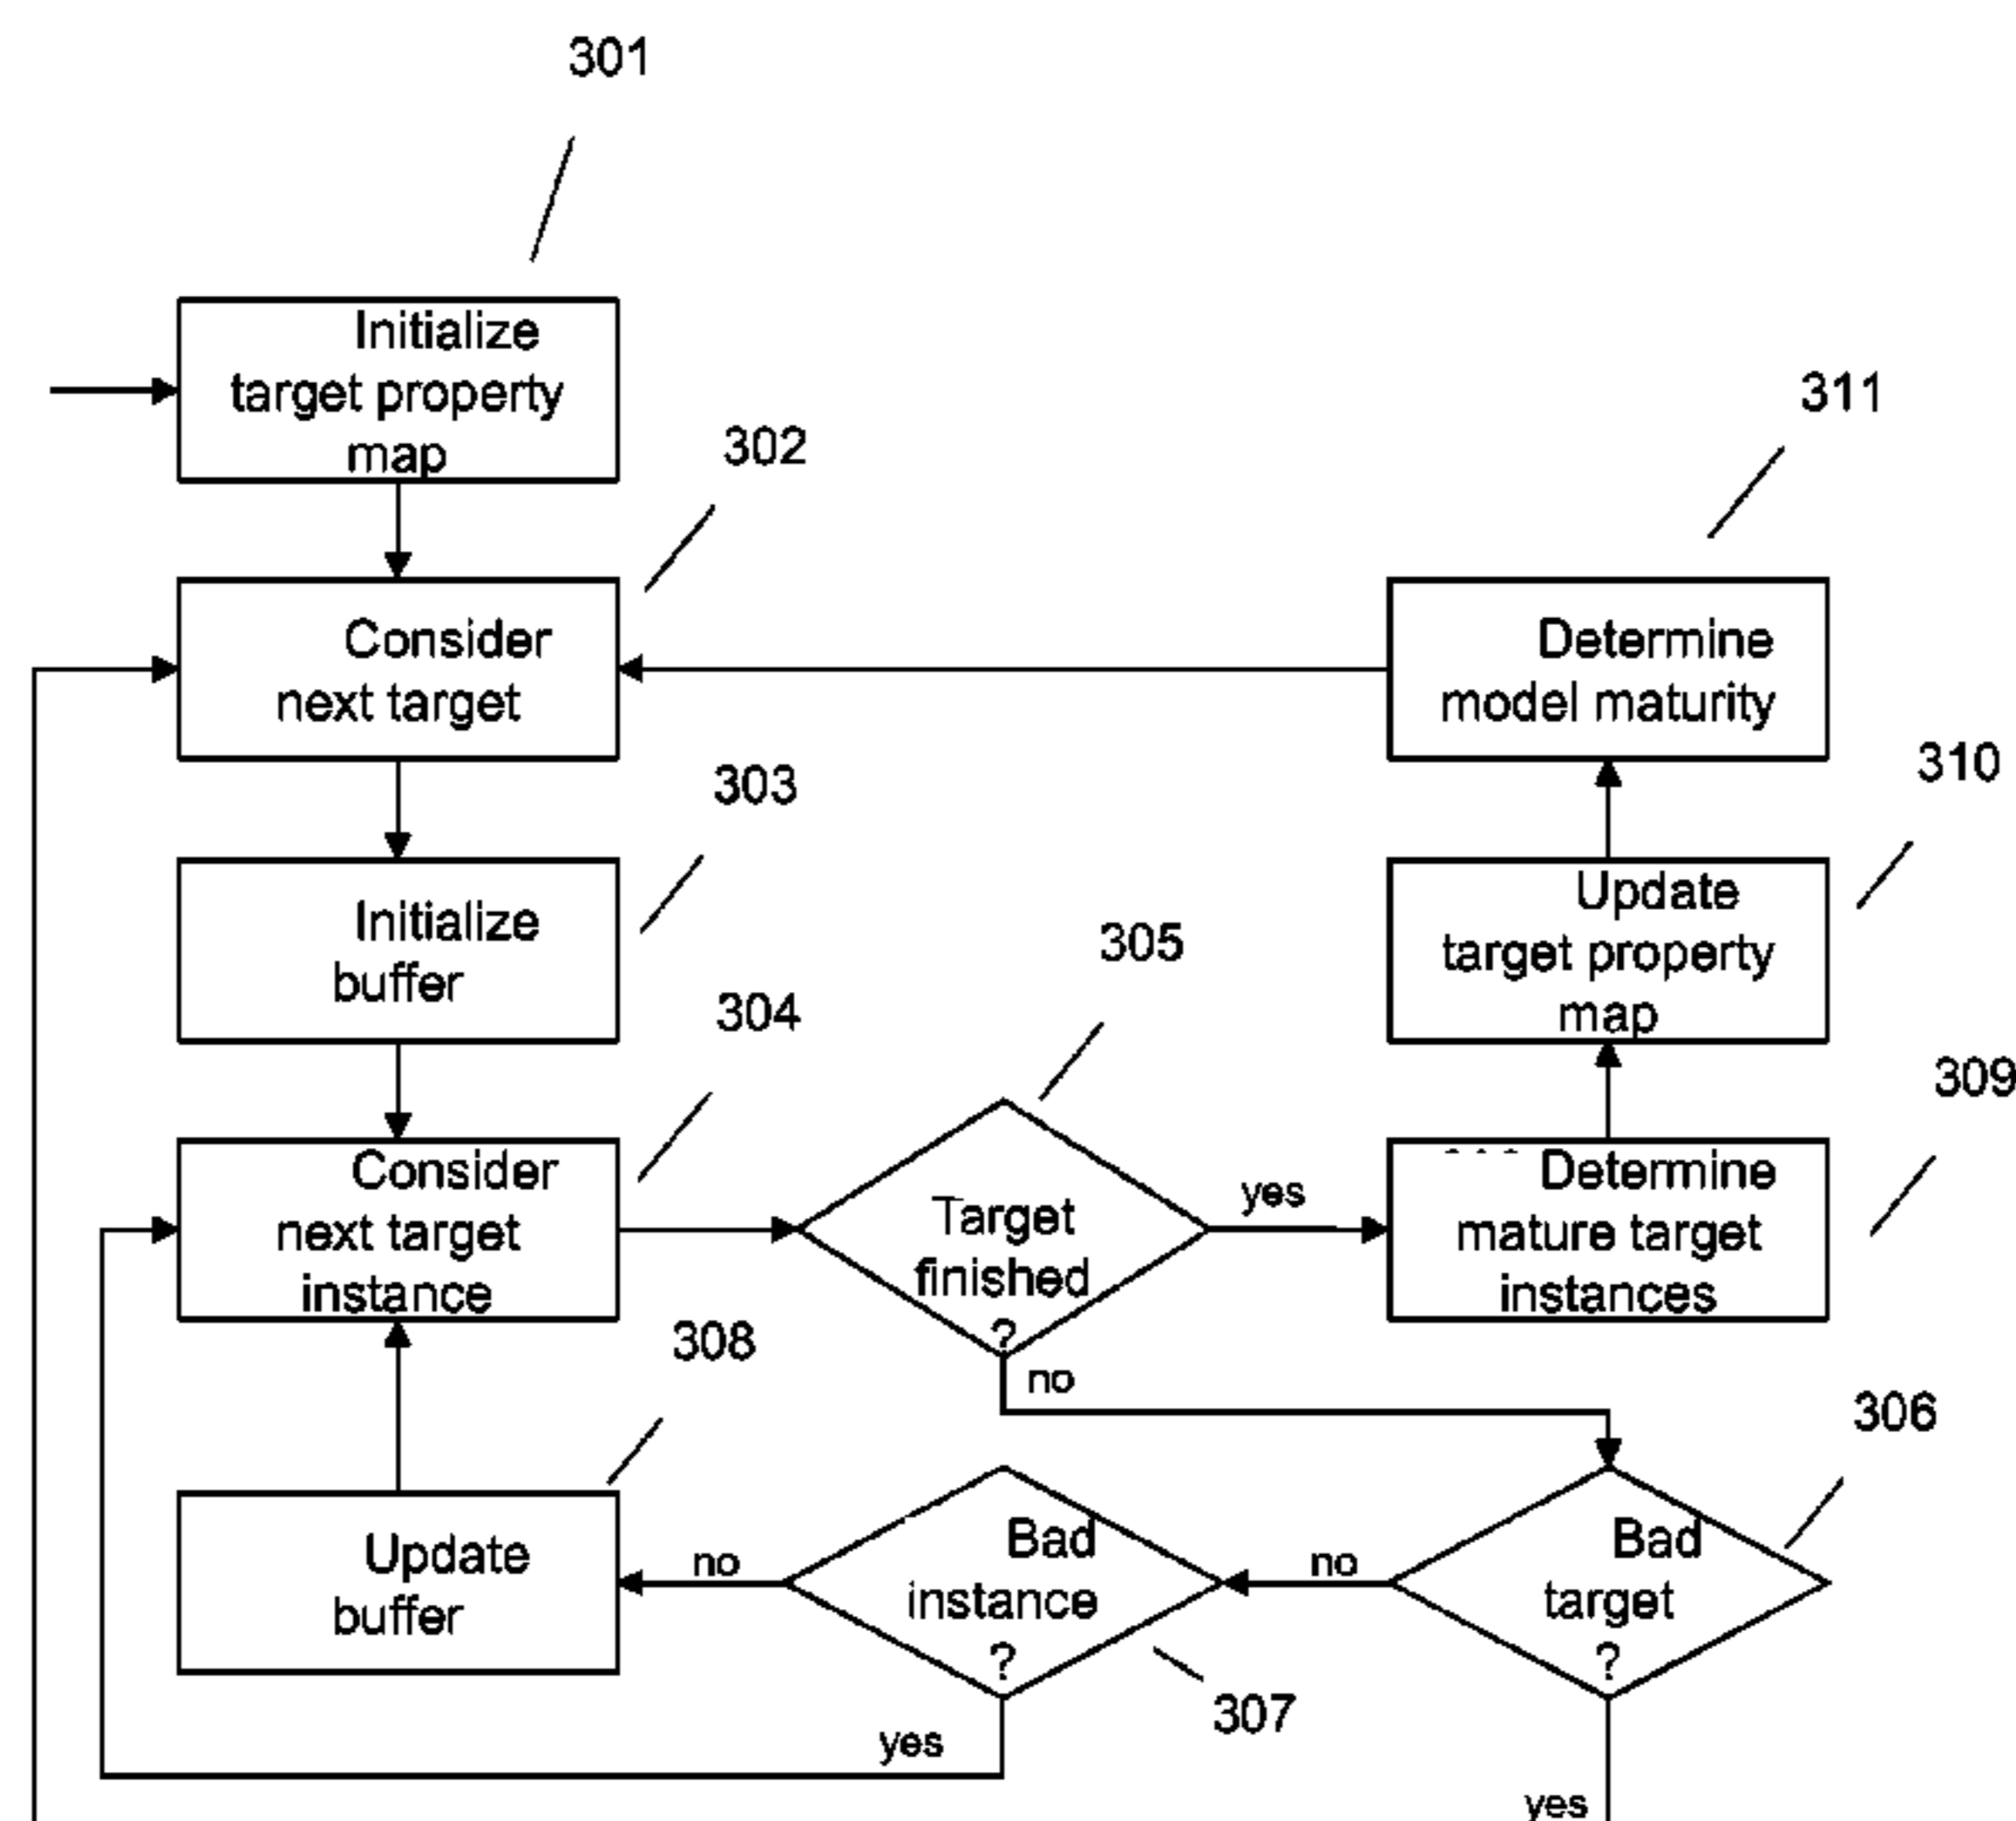 301
Initialize
target property
map
302
311
Consider
next target
Determine
model maturity
303
310
Initialize
buffer
Update
target property
map
305
304
309
Consider
next target
instance
Target
finished
?
yes
Determine
mature target
instances
308
no
306
Update
buffer
no
Bad
instance
?
no
Bad
target
?
307
yes
yes